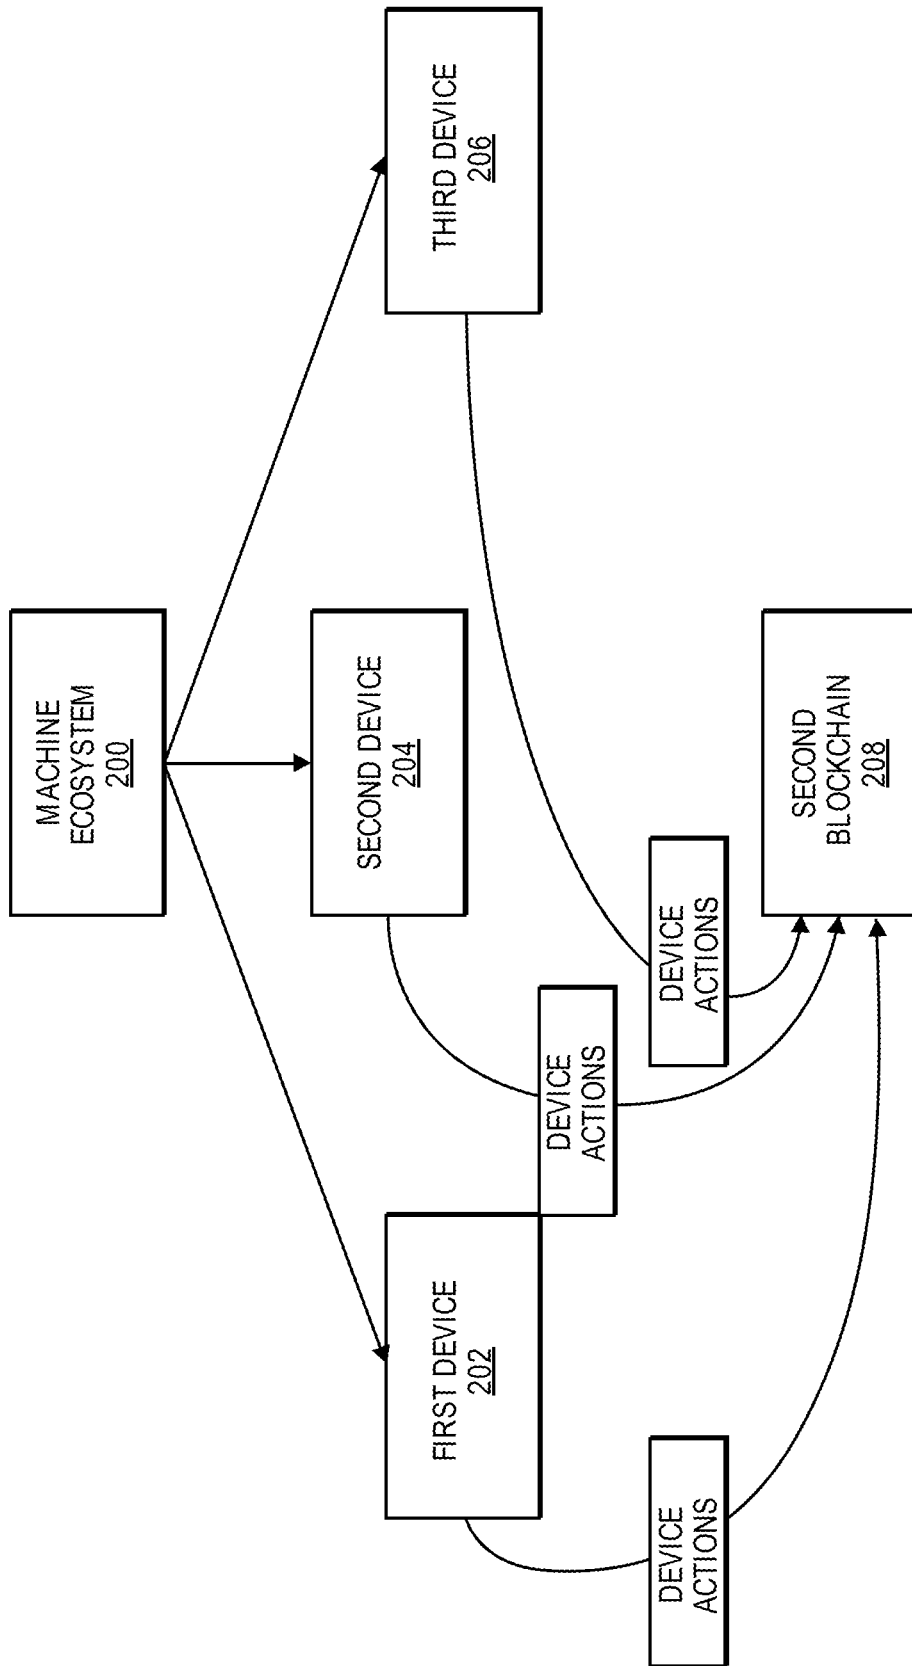 MACHINE
ECOSYSTEM
200
FIRST DEVICE
202
SECOND DEVICE
204
THIRD DEVICE
206
DEVICE
ACTIONS
DEVICE
ACTIONS
DEVICE
ACTIONS
SECOND
BLOCKCHAIN
208